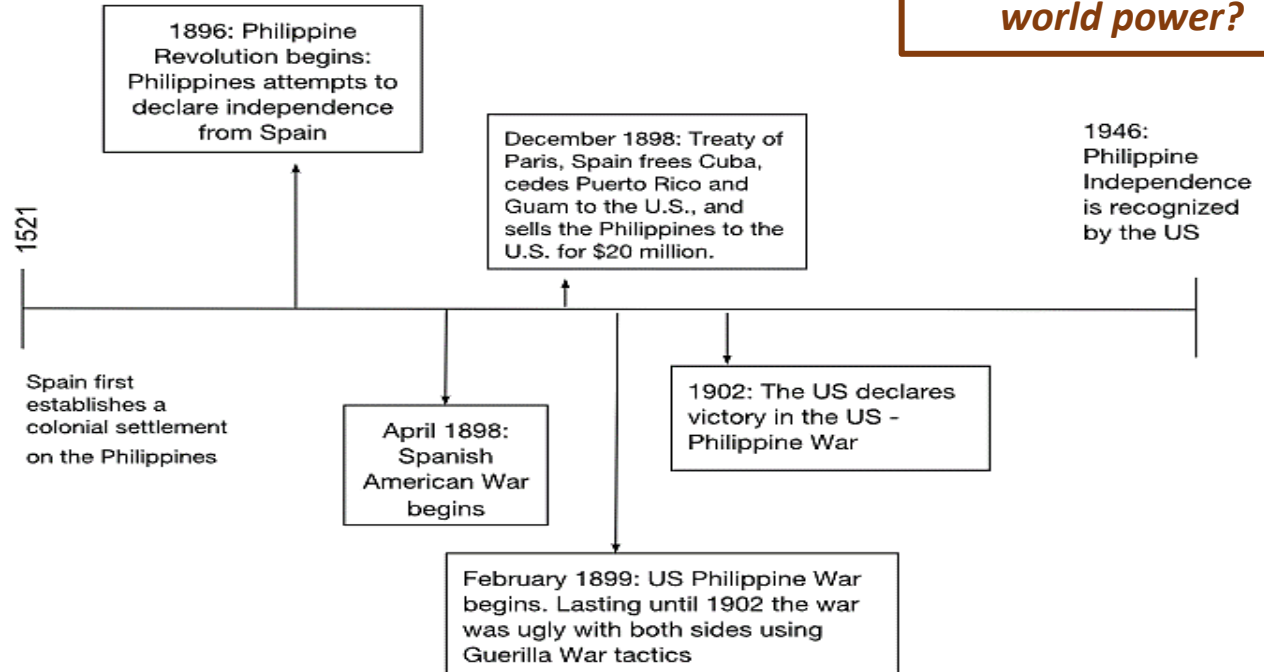 world power?
1896: Philippine
Revolution begins:
Philippines attempts to
declare independence
from Spain
December 1898: Treaty of
Paris, Spain frees Cuba,
cedes Puerto Rico and
Guam to the U.S., and
sells the Philippines to the
U.S. for $20 million.
1946:
Philippine
Independence
is recognized
by the US
1521
Spain first
establishes a
colonial settlement
on the Philippines
April 1898:
Spanish
American War
begins
1902: The US declares
victory in the US -
Philippine War
February 1899: US Philippine War
begins. Lasting until 1902 the war
was ugly with both sides using
Guerilla War tactics